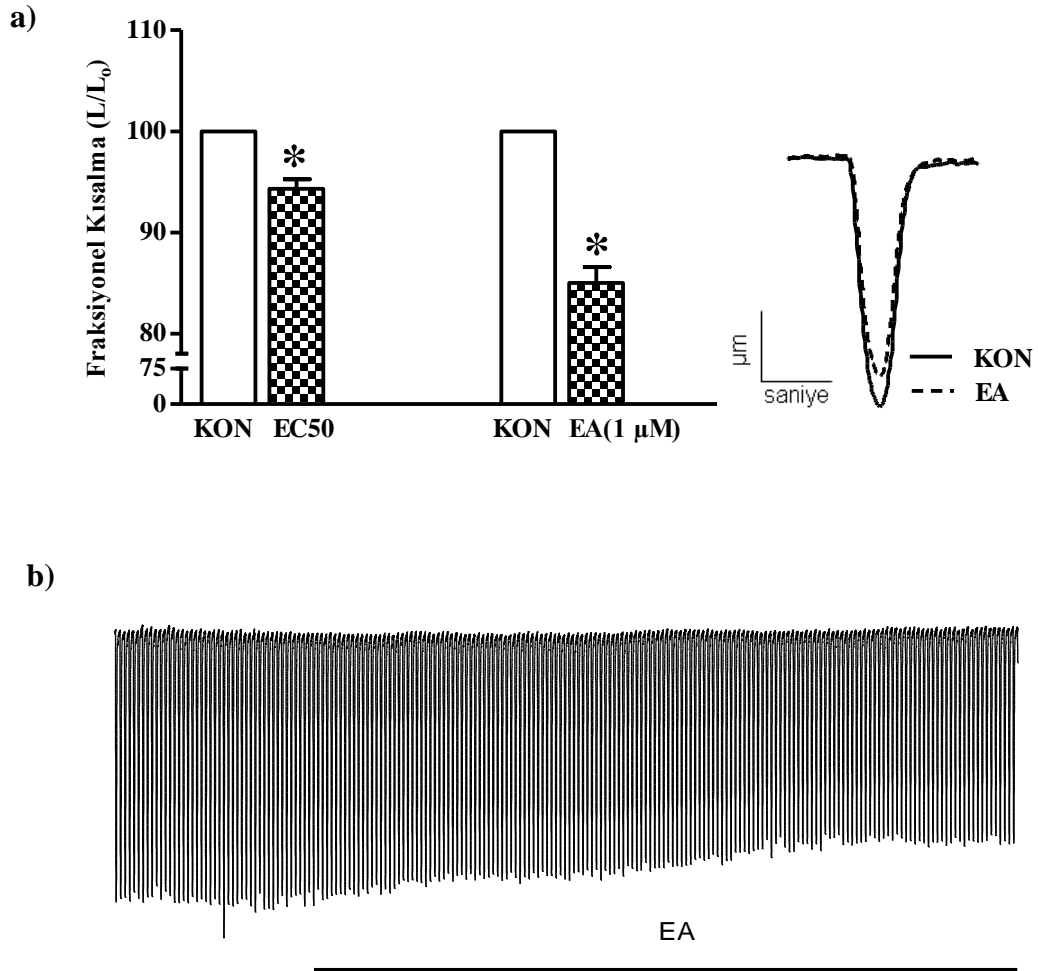 a)
Fraksiyonel Kısalma (L/Lo)
110
100
90
80
75
0
*
*
KON EC50
KON EA(1 µM)
µm
saniye
KON
EA
b)
EA